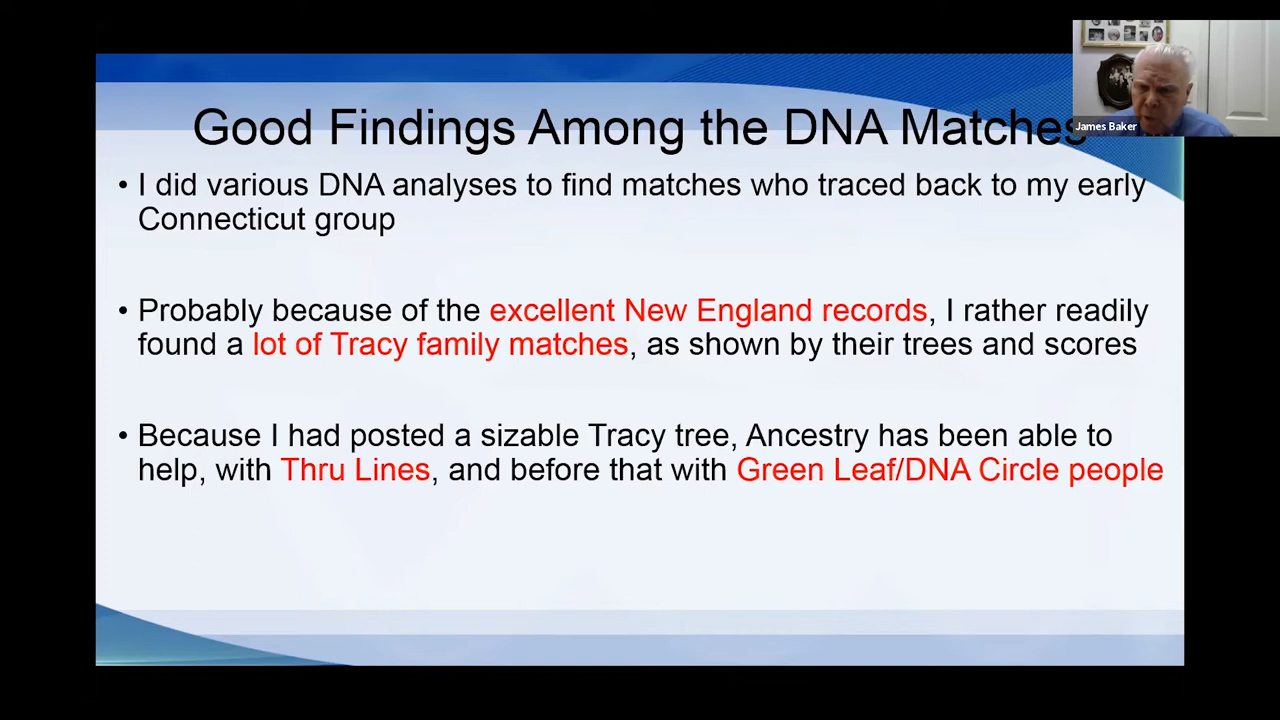 Good Findings Among the DNA Matches
James Baker
• I did various DNA analyses to find matches who traced back to my early
Connecticut group
• Probably because of the excellent New England records, I rather readily
found a lot of Tracy family matches, as shown by their trees and scores
• Because I had posted a sizable Tracy tree, Ancestry has been able to
help, with Thru Lines, and before that with Green Leaf/DNA Circle people